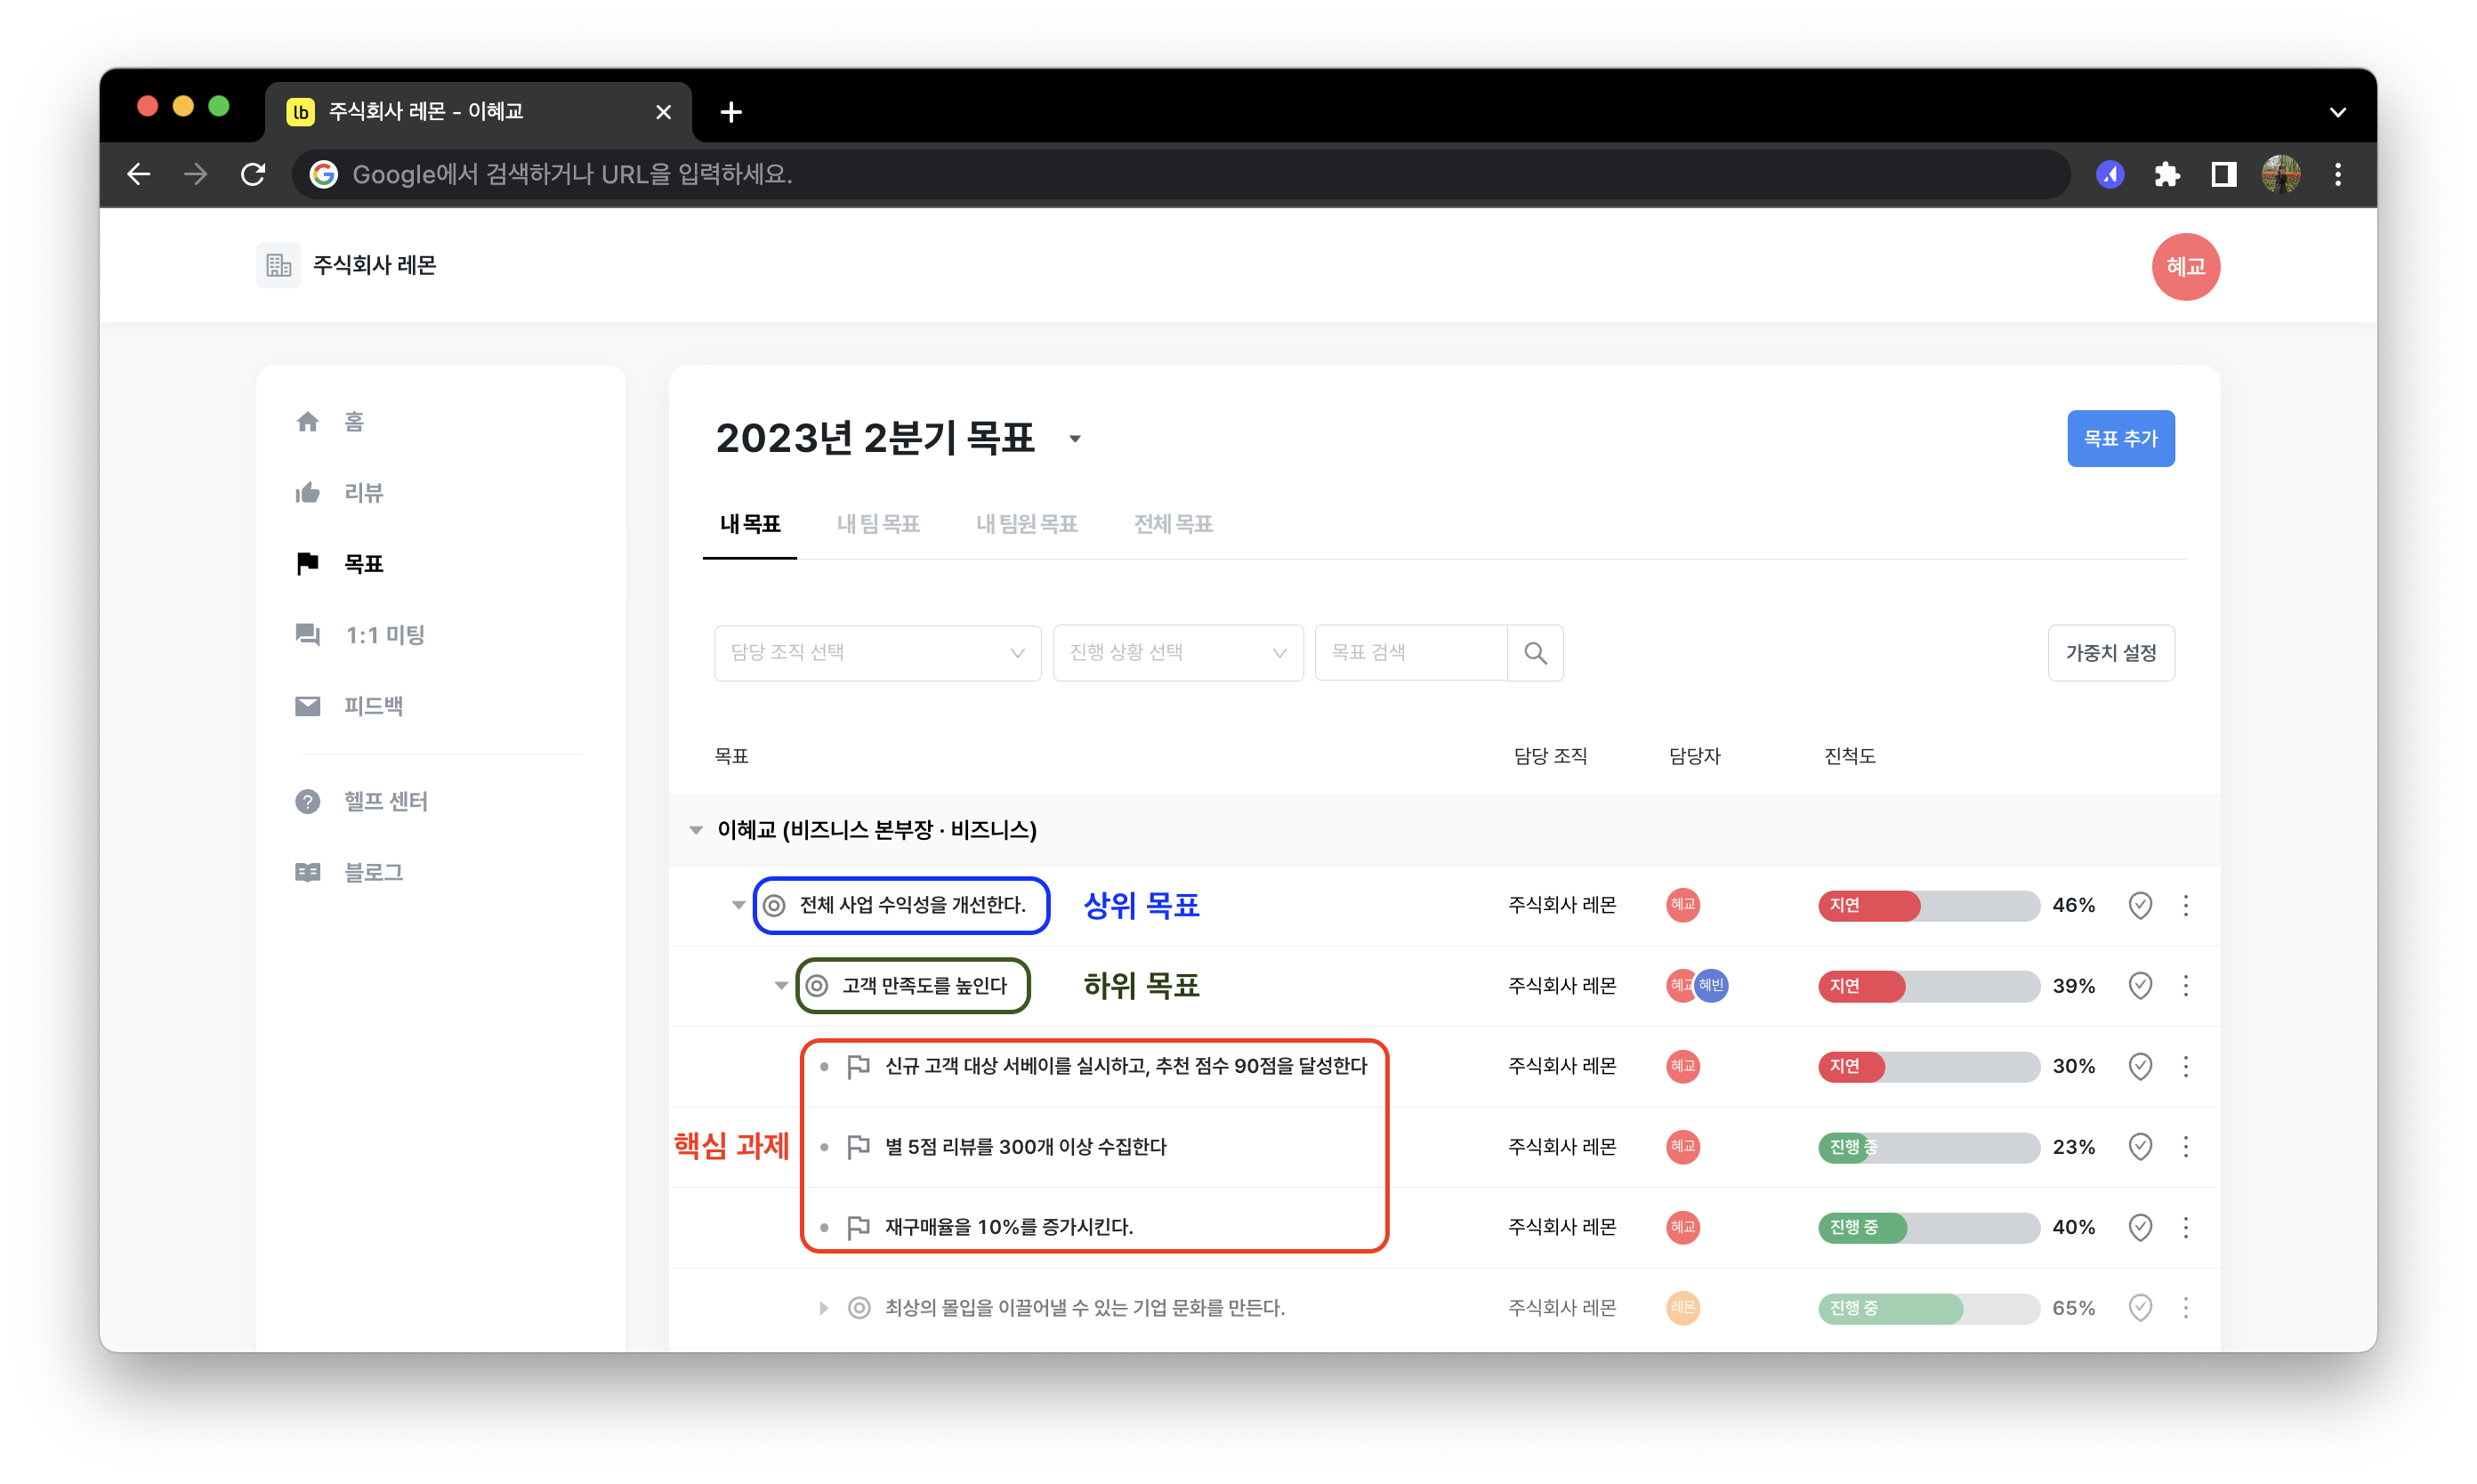 lb 주식회사 레몬 - 이혜교
Google에서 검색하거나 URL을 입력하세요.
주식회사 레몬
혜교
홈
리뷰
목표
1:1 미팅
피드백
헬프 센터
블로그
2023년 2분기 목표
목표 추가
내 목표 내 팀 목표 내 팀원 목표 전체 목표
담당 조직 선택 진행 상황 선택 목표 검색 가중치 설정
목표 담당 조직 담당자 진척도
이혜교 (비즈니스 본부장 · 비즈니스)
전체 사업 수익성을 개선한다. 상위 목표 주식회사 레몬 혜교 지연 46%
고객 만족도를 높인다 하위 목표 주식회사 레몬 혜교 혜빈 지연 39%
신규 고객 대상 서베이를 실시하고, 추천 점수 90점을 달성한다 주식회사 레몬 혜교 지연 30%
핵심 과제 별 5점 리뷰를 300개 이상 수집한다 주식회사 레몬 혜교 진행 중 23%
재구매율을 10%를 증가시킨다. 주식회사 레몬 혜교 진행 중 40%
최상의 몰입을 이끌어낼 수 있는 기업 문화를 만든다. 주식회사 레몬 레몬 진행 중 65%